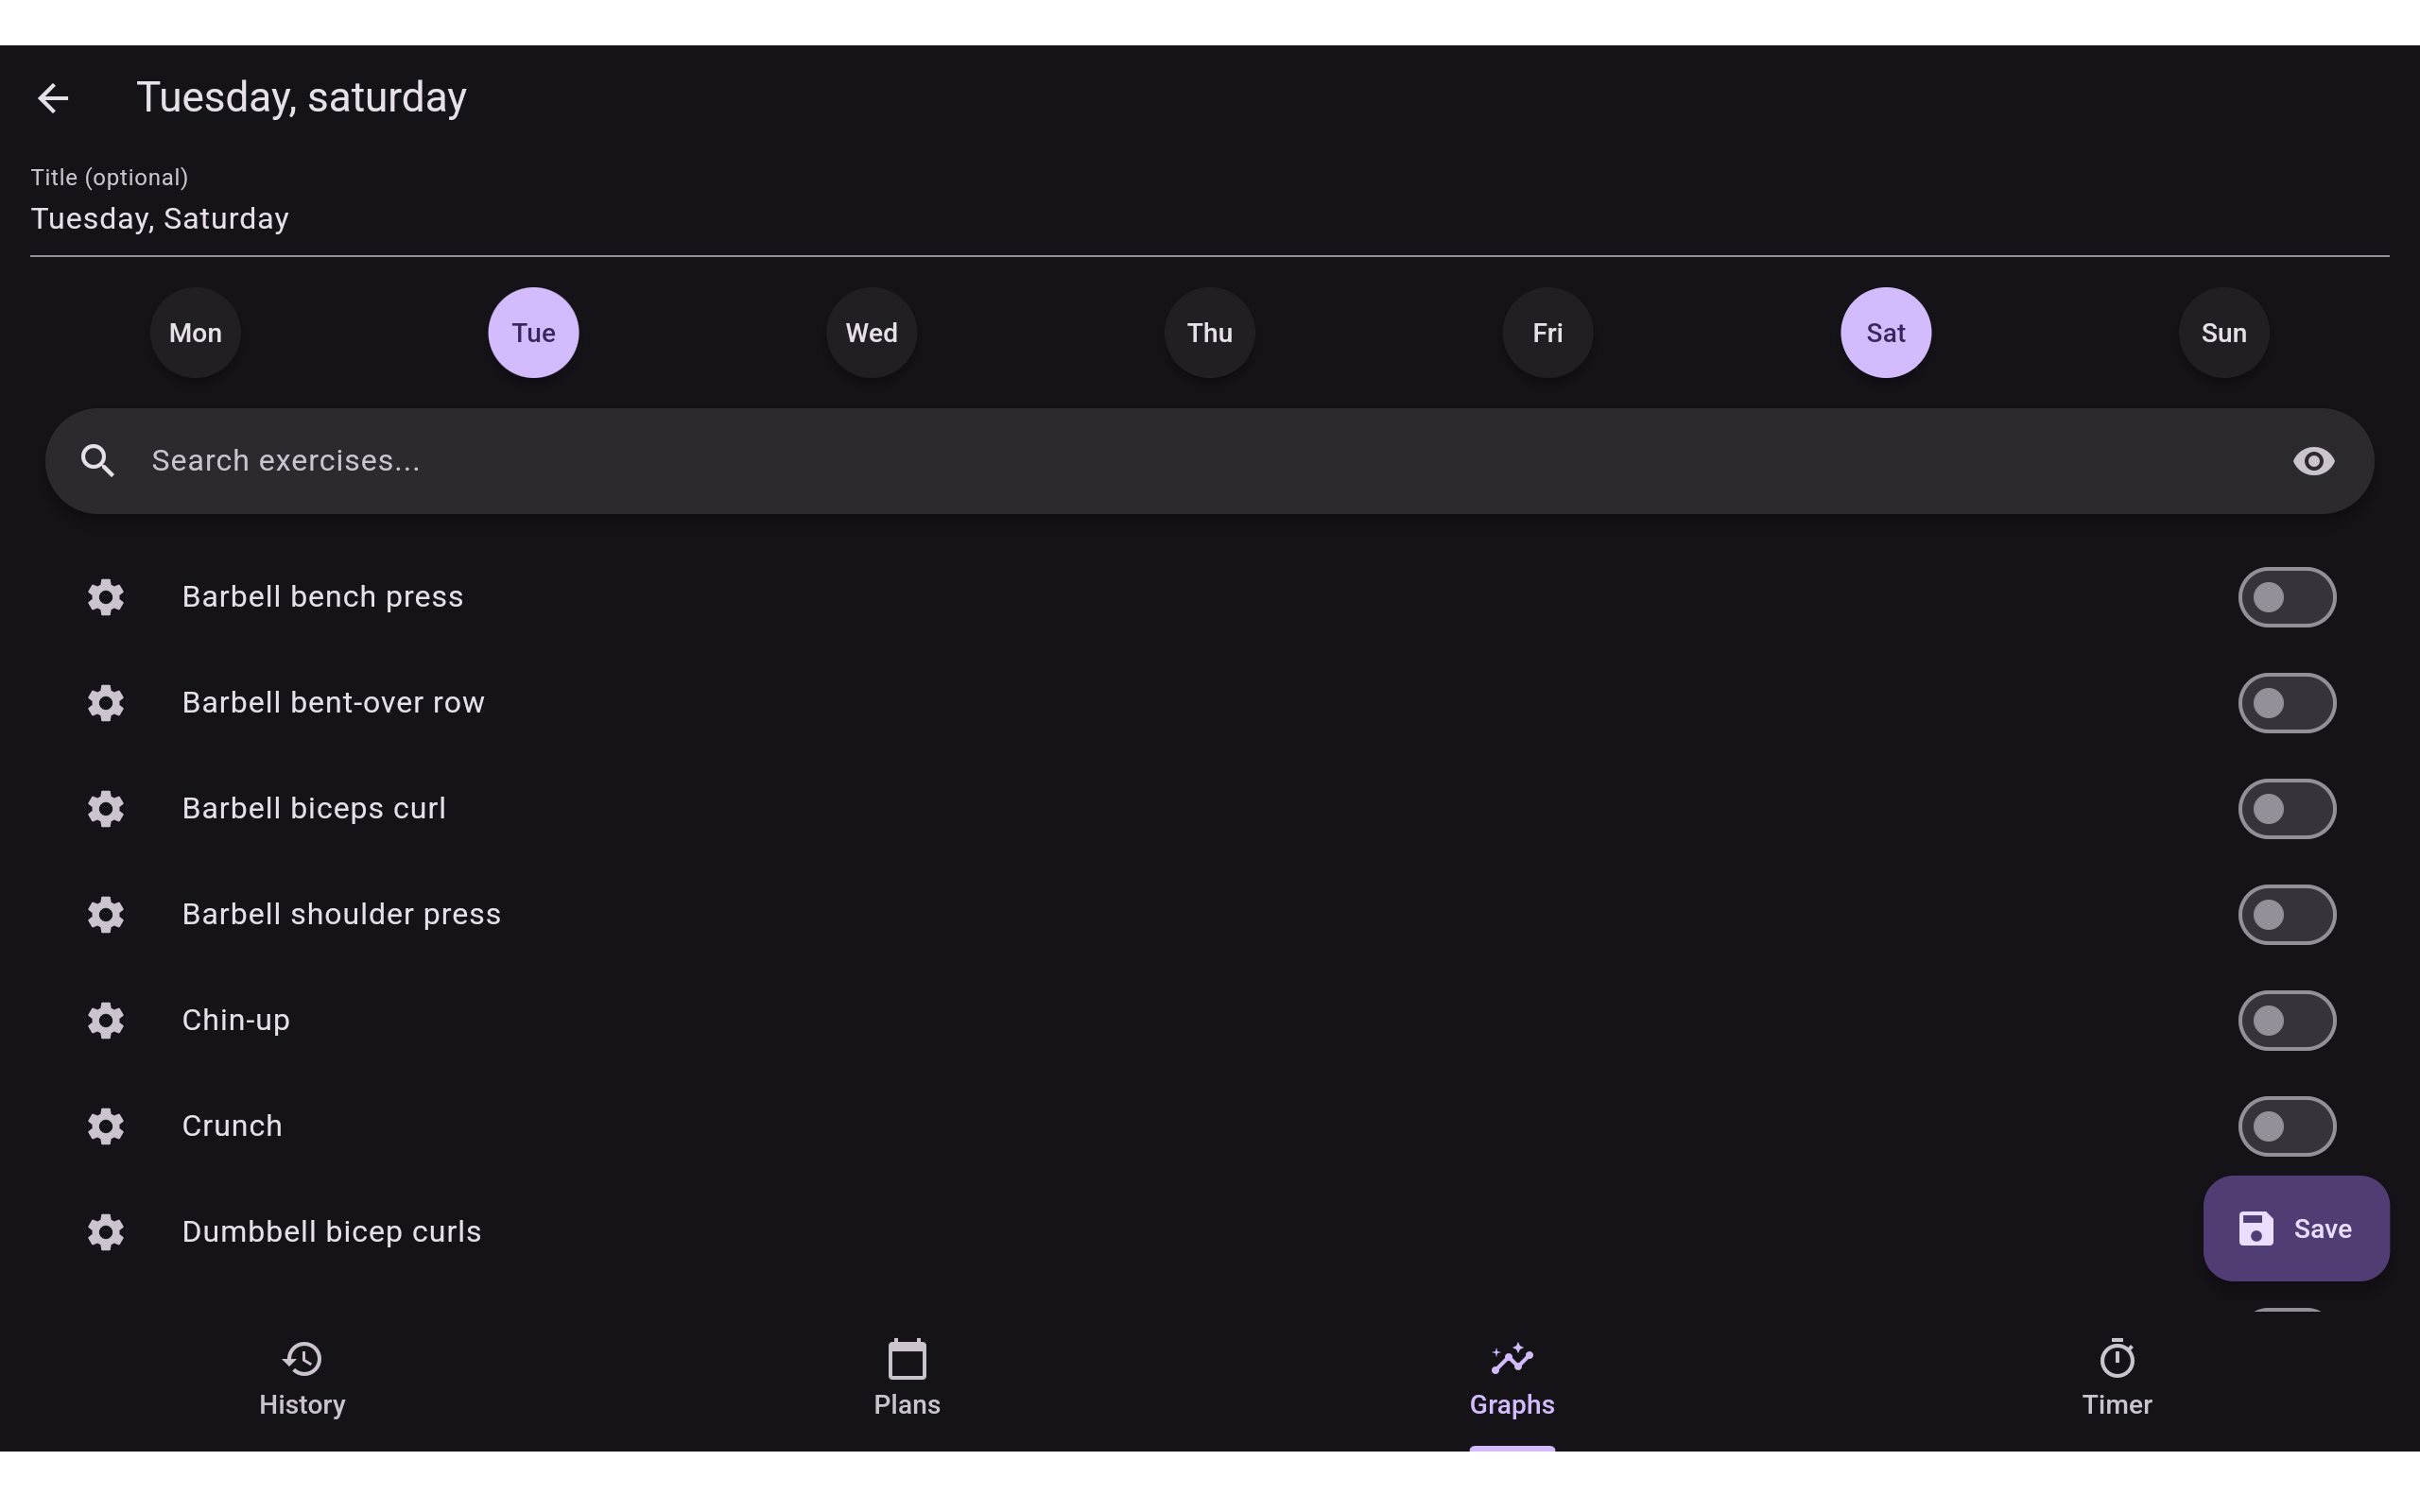 Tuesday, saturday
Title (optional)
Tuesday, Saturday
Mon Tue Wed Thu Fri Sat Sun
Search exercises...
Barbell bench press
Barbell bent-over row
Barbell biceps curl
Barbell shoulder press
Chin-up
Crunch
Dumbbell bicep curls
Save
History Plans Graphs Timer